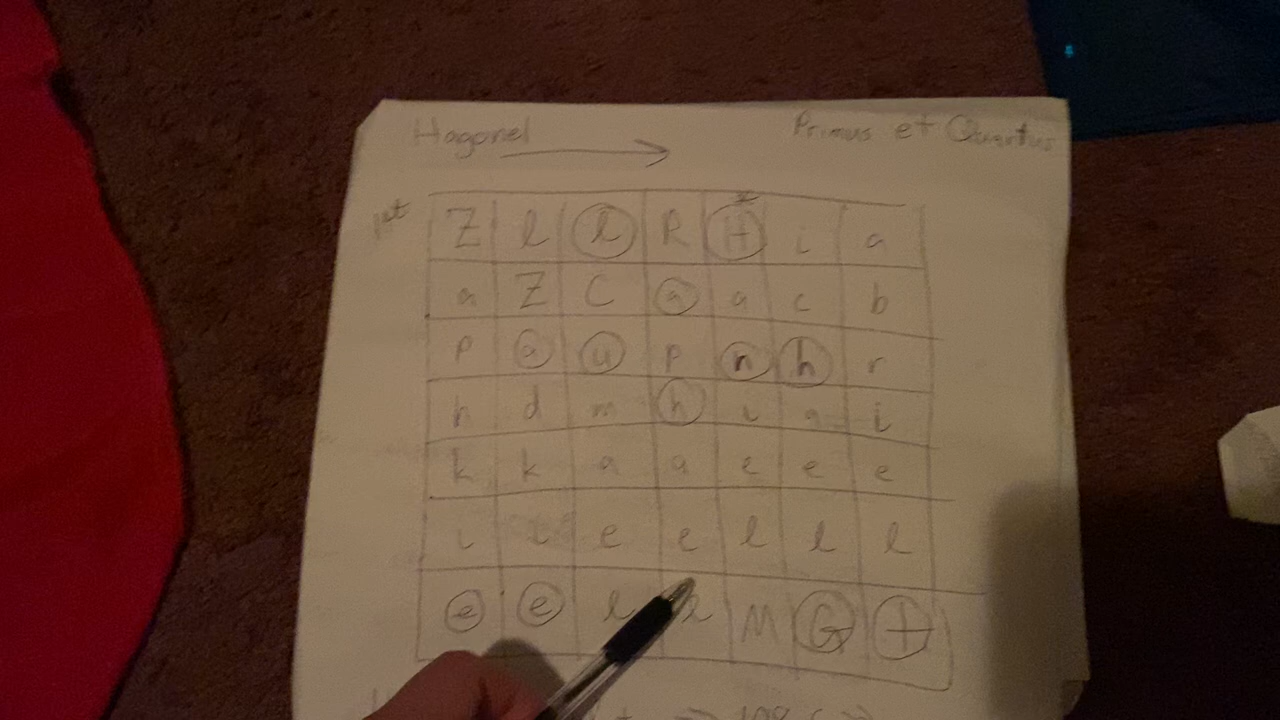 Hagonel Primus et Quartus
1st
Z l l R H i a
a Z C a a c b
p a u p n h r
h d m h i a i
k k a a e e e
i i e e l l l
e e l l M G +